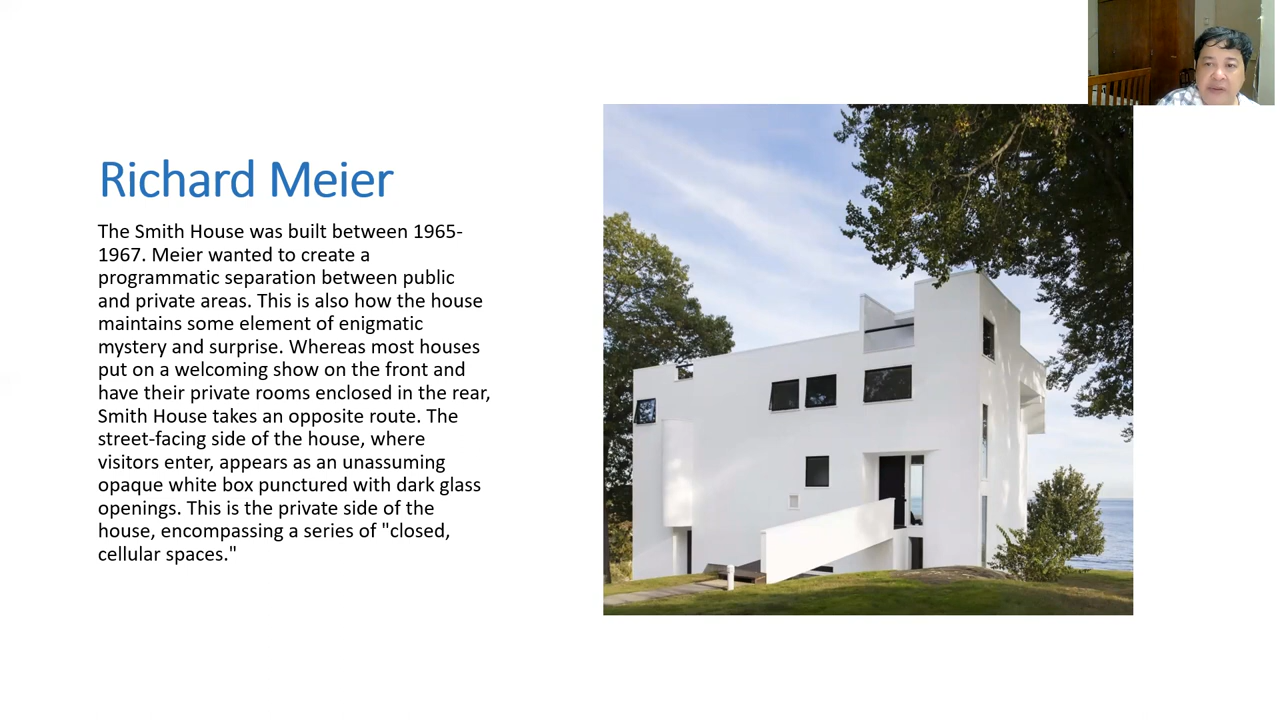 Richard Meier
The Smith House was built between 1965-
1967. Meier wanted to create a
programmatic separation between public
and private areas. This is also how the house
maintains some element of enigmatic
mystery and surprise. Whereas most houses
put on a welcoming show on the front and
have their private rooms enclosed in the rear,
Smith House takes an opposite route. The
street-facing side of the house, where
visitors enter, appears as an unassuming
opaque white box punctured with dark glass
openings. This is the private side of the
house, encompassing a series of "closed,
cellular spaces."